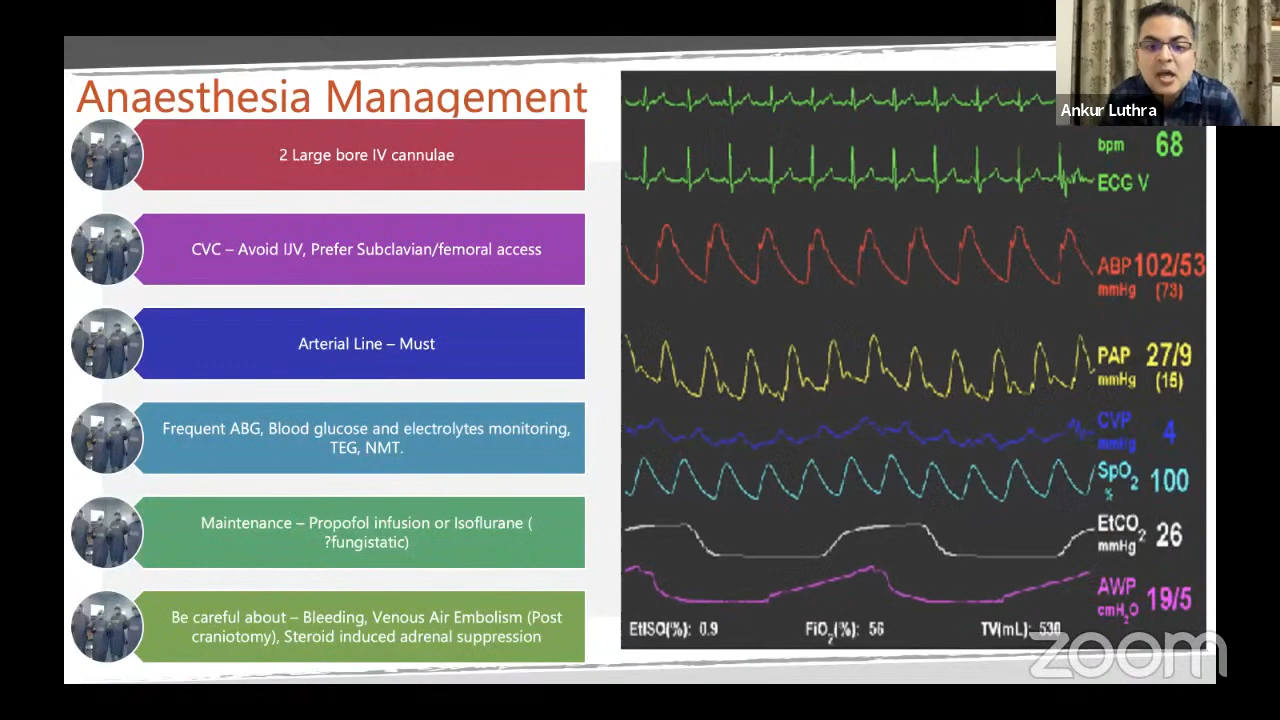 Anaesthesia Management
2 Large bore IV cannulae
CVC – Avoid IJV, Prefer Subclavian/femoral access
Arterial Line – Must
Frequent ABG, Blood glucose and electrolytes monitoring,
TEG, NMT.
Maintenance – Propofol infusion or Isoflurane (
?fungistatic)
Be careful about – Bleeding, Venous Air Embolism (Post
craniotomy), Steroid induced adrenal suppression
Ankur Luthra
bpm 68
ECG V
ABP 102/53
mmHg (73)
PAP 27/9
mmHg (15)
CVP 4
mmHg
SpO2 100
%
EtCO2 26
mmHg
AWP 19/5
cmH2O
EtISO(%): 0.9 FiO2(%): 56 TV(mL): 530
zoom